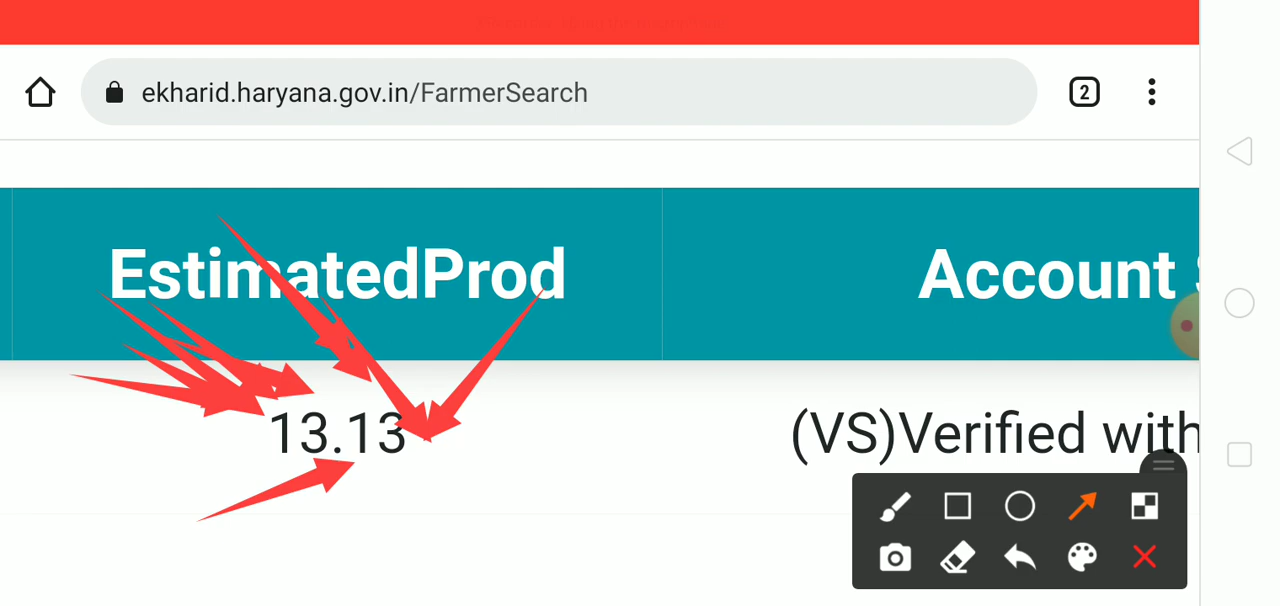 ekharid.haryana.gov.in/FarmerSearch
2
EstimatedProd
Account
13.13
(VS)Verified with